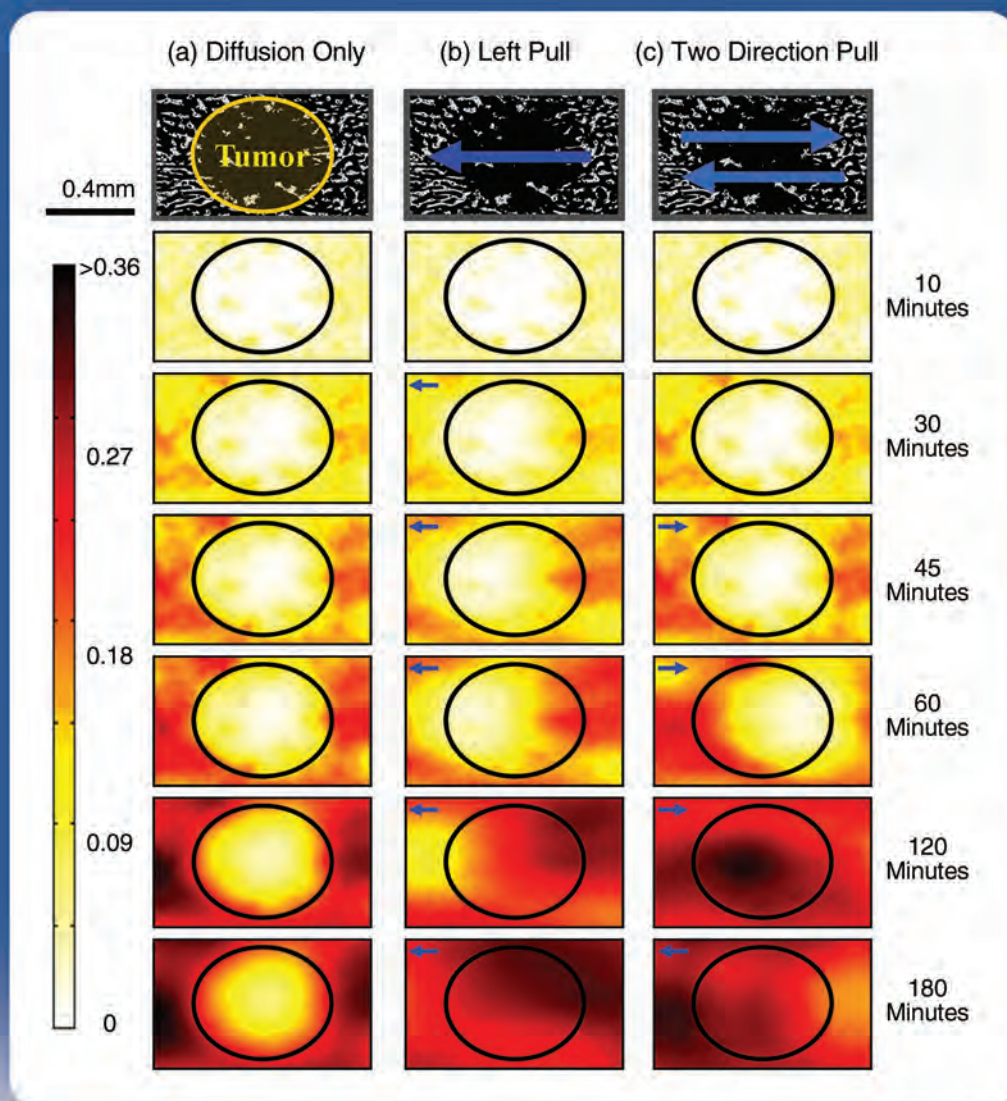 (a) Diffusion Only
(b) Left Pull
(c) Two Direction Pull
Tumor
0.4mm
>0.36
0.27
0.18
0.09
0
10
Minutes
30
Minutes
45
Minutes
60
Minutes
120
Minutes
180
Minutes